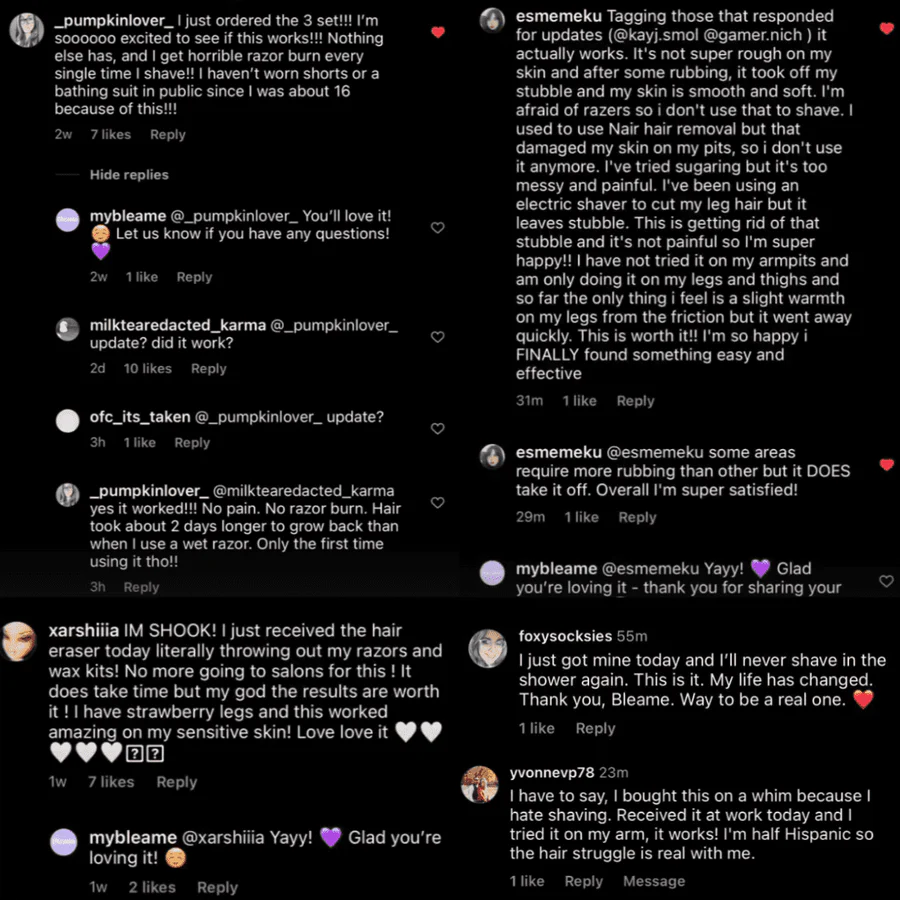 _pumpkinlover_ I just ordered the 3 set!!! I'm
soooooo excited to see if this works!!! Nothing
else has, and I get horrible razor burn every
single time I shave!! I haven't worn shorts or a
bathing suit in public since I was about 16
because of this!!!
2w 7 likes Reply
Hide replies
mybleame @_pumpkinlover_ You'll love it!
😊 Let us know if you have any questions!
💜
2w 1 like Reply
milktearedacted_karma @_pumpkinlover_
update? did it work?
2d 10 likes Reply
ofc_its_taken @_pumpkinlover_ update?
3h 1 like Reply
_pumpkinlover_ @milktearedacted_karma
yes it worked!!! No pain. No razor burn. Hair
took about 2 days longer to grow back than
when I use a wet razor. Only the first time
using it tho!!
3h Reply
esmemeku Tagging those that responded
for updates (@kayj.smol @gamer.nich ) it
actually works. It's not super rough on my
skin and after some rubbing, it took off my
stubble and my skin is smooth and soft. I'm
afraid of razers so i don't use that to shave. I
used to use Nair hair removal but that
damaged my skin on my pits, so i don't use
it anymore. I've tried sugaring but it's too
messy and painful. I've been using an
electric shaver to cut my leg hair but it
leaves stubble. This is getting rid of that
stubble and it's not painful so I'm super
happy!! I have not tried it on my armpits and
am only doing it on my legs and thighs and
so far the only thing i feel is a slight warmth
on my legs from the friction but it went away
quickly. This is worth it!! I'm so happy i
FINALLY found something easy and
effective
31m 1 like Reply
esmemeku @esmemeku some areas
require more rubbing than other but it DOES
take it off. Overall I'm super satisfied!
29m 1 like Reply
mybleame @esmemeku Yayy! 💜 Glad
you're loving it - thank you for sharing your
xarshiiia IM SHOOK! I just received the hair
eraser today literally throwing out my razors and
wax kits! No more going to salons for this ! It
does take time but my god the results are worth
it ! I have strawberry legs and this worked
amazing on my sensitive skin! Love love it 🤍🤍
🤍🤍🤍
1w 7 likes Reply
mybleame @xarshiiia Yayy! 💜 Glad you're
loving it! 😊
1w 2 likes Reply
foxysocksies 55m
I just got mine today and I'll never shave in the
shower again. This is it. My life has changed.
Thank you, Bleame. Way to be a real one. ❤️
1 like Reply
yvonnevp78 23m
I have to say, I bought this on a whim because I
hate shaving. Received it at work today and I
tried it on my arm, it works! I'm half Hispanic so
the hair struggle is real with me.
1 like Reply Message